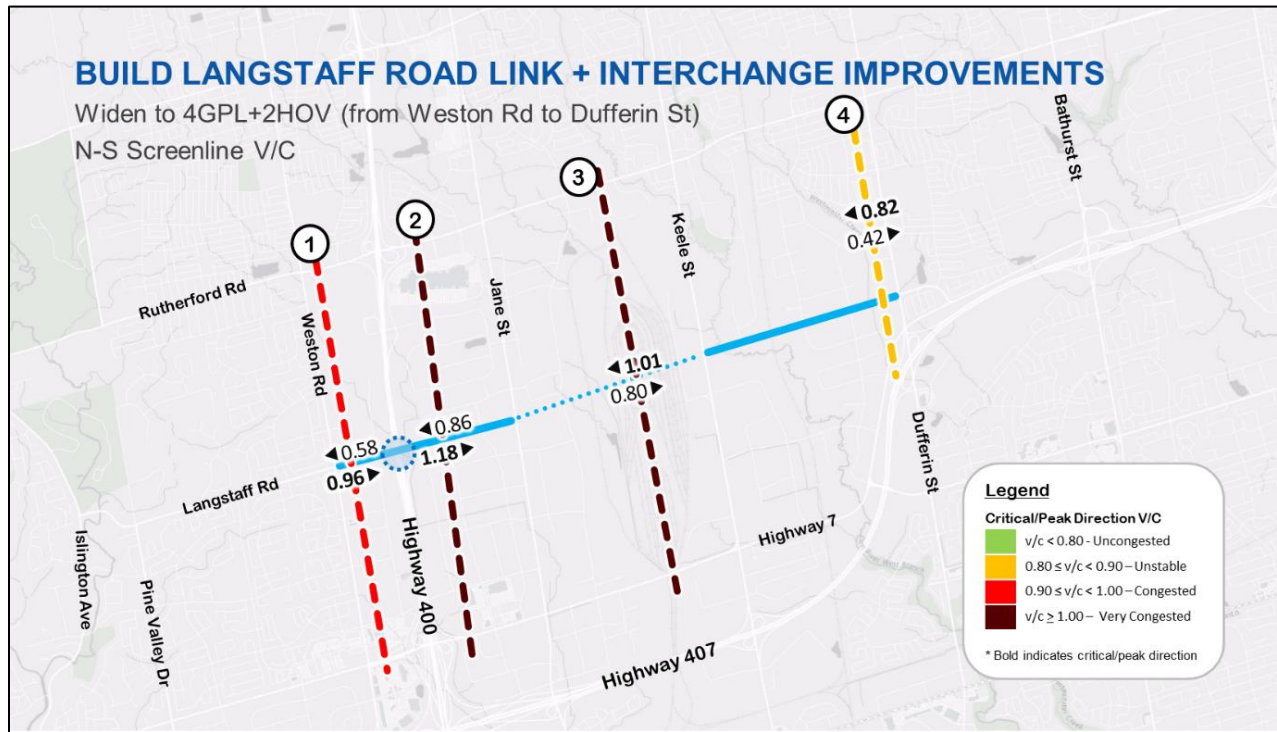 BUILD LANGSTAFF ROAD LINK + INTERCHANGE IMPROVEMENTS
Widen to 4GPL+2HOV (from Weston Rd to Dufferin St)
N-S Screenline V/C
1
2
3
4
Bathurst St
Rutherford Rd
Weston Rd
Jane St
Keele St
◄0.82
0.42►
◄1.01
0.80►
◄0.86
1.18►
◄0.58
0.96►
Langstaff Rd
Islington Ave
Pine Valley Dr
Highway 400
Highway 7
Highway 407
Dufferin St
Legend
Critical/Peak Direction V/C
v/c < 0.80 - Uncongested
0.80 ≤ v/c < 0.90 – Unstable
0.90 ≤ v/c < 1.00 – Congested
v/c ≥ 1.00 – Very Congested
* Bold indicates critical/peak direction